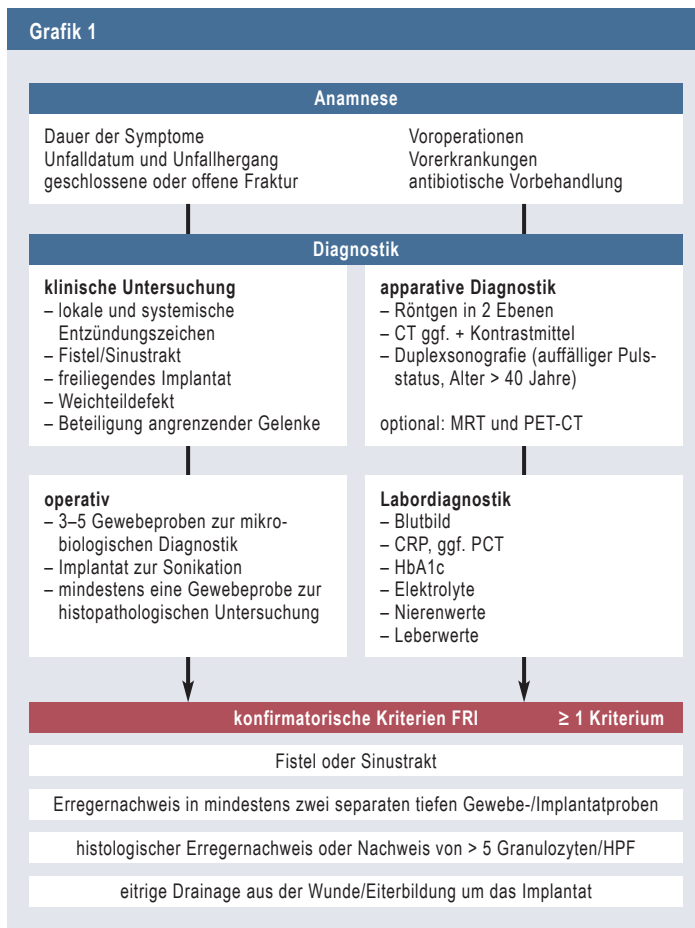 Grafik 1
Anamnese
Dauer der Symptome
Unfalldatum und Unfallhergang
geschlossene oder offene Fraktur
Voroperationen
Vorerkrankungen
antibiotische Vorbehandlung
Diagnostik
klinische Untersuchung
– lokale und systemische
Entzündungszeichen
– Fistel/Sinustrakt
– freiliegendes Implantat
– Weichteildefekt
– Beteiligung angrenzender Gelenke
apparative Diagnostik
– Röntgen in 2 Ebenen
– CT ggf. + Kontrastmittel
– Duplexsonografie (auffälliger Puls-
status, Alter > 40 Jahre)
optional: MRT und PET-CT
operativ
– 3–5 Gewebeproben zur mikro-
biologischen Diagnostik
– Implantat zur Sonikation
– mindestens eine Gewebeprobe zur
histopathologischen Untersuchung
Labordiagnostik
– Blutbild
– CRP, ggf. PCT
– HbA1c
– Elektrolyte
– Nierenwerte
– Leberwerte
konfirmatorische Kriterien FRI ≥ 1 Kriterium
Fistel oder Sinustrakt
Erregernachweis in mindestens zwei separaten tiefen Gewebe-/Implantatproben
histologischer Erregernachweis oder Nachweis von > 5 Granulozyten/HPF
eitrige Drainage aus der Wunde/Eiterbildung um das Implantat